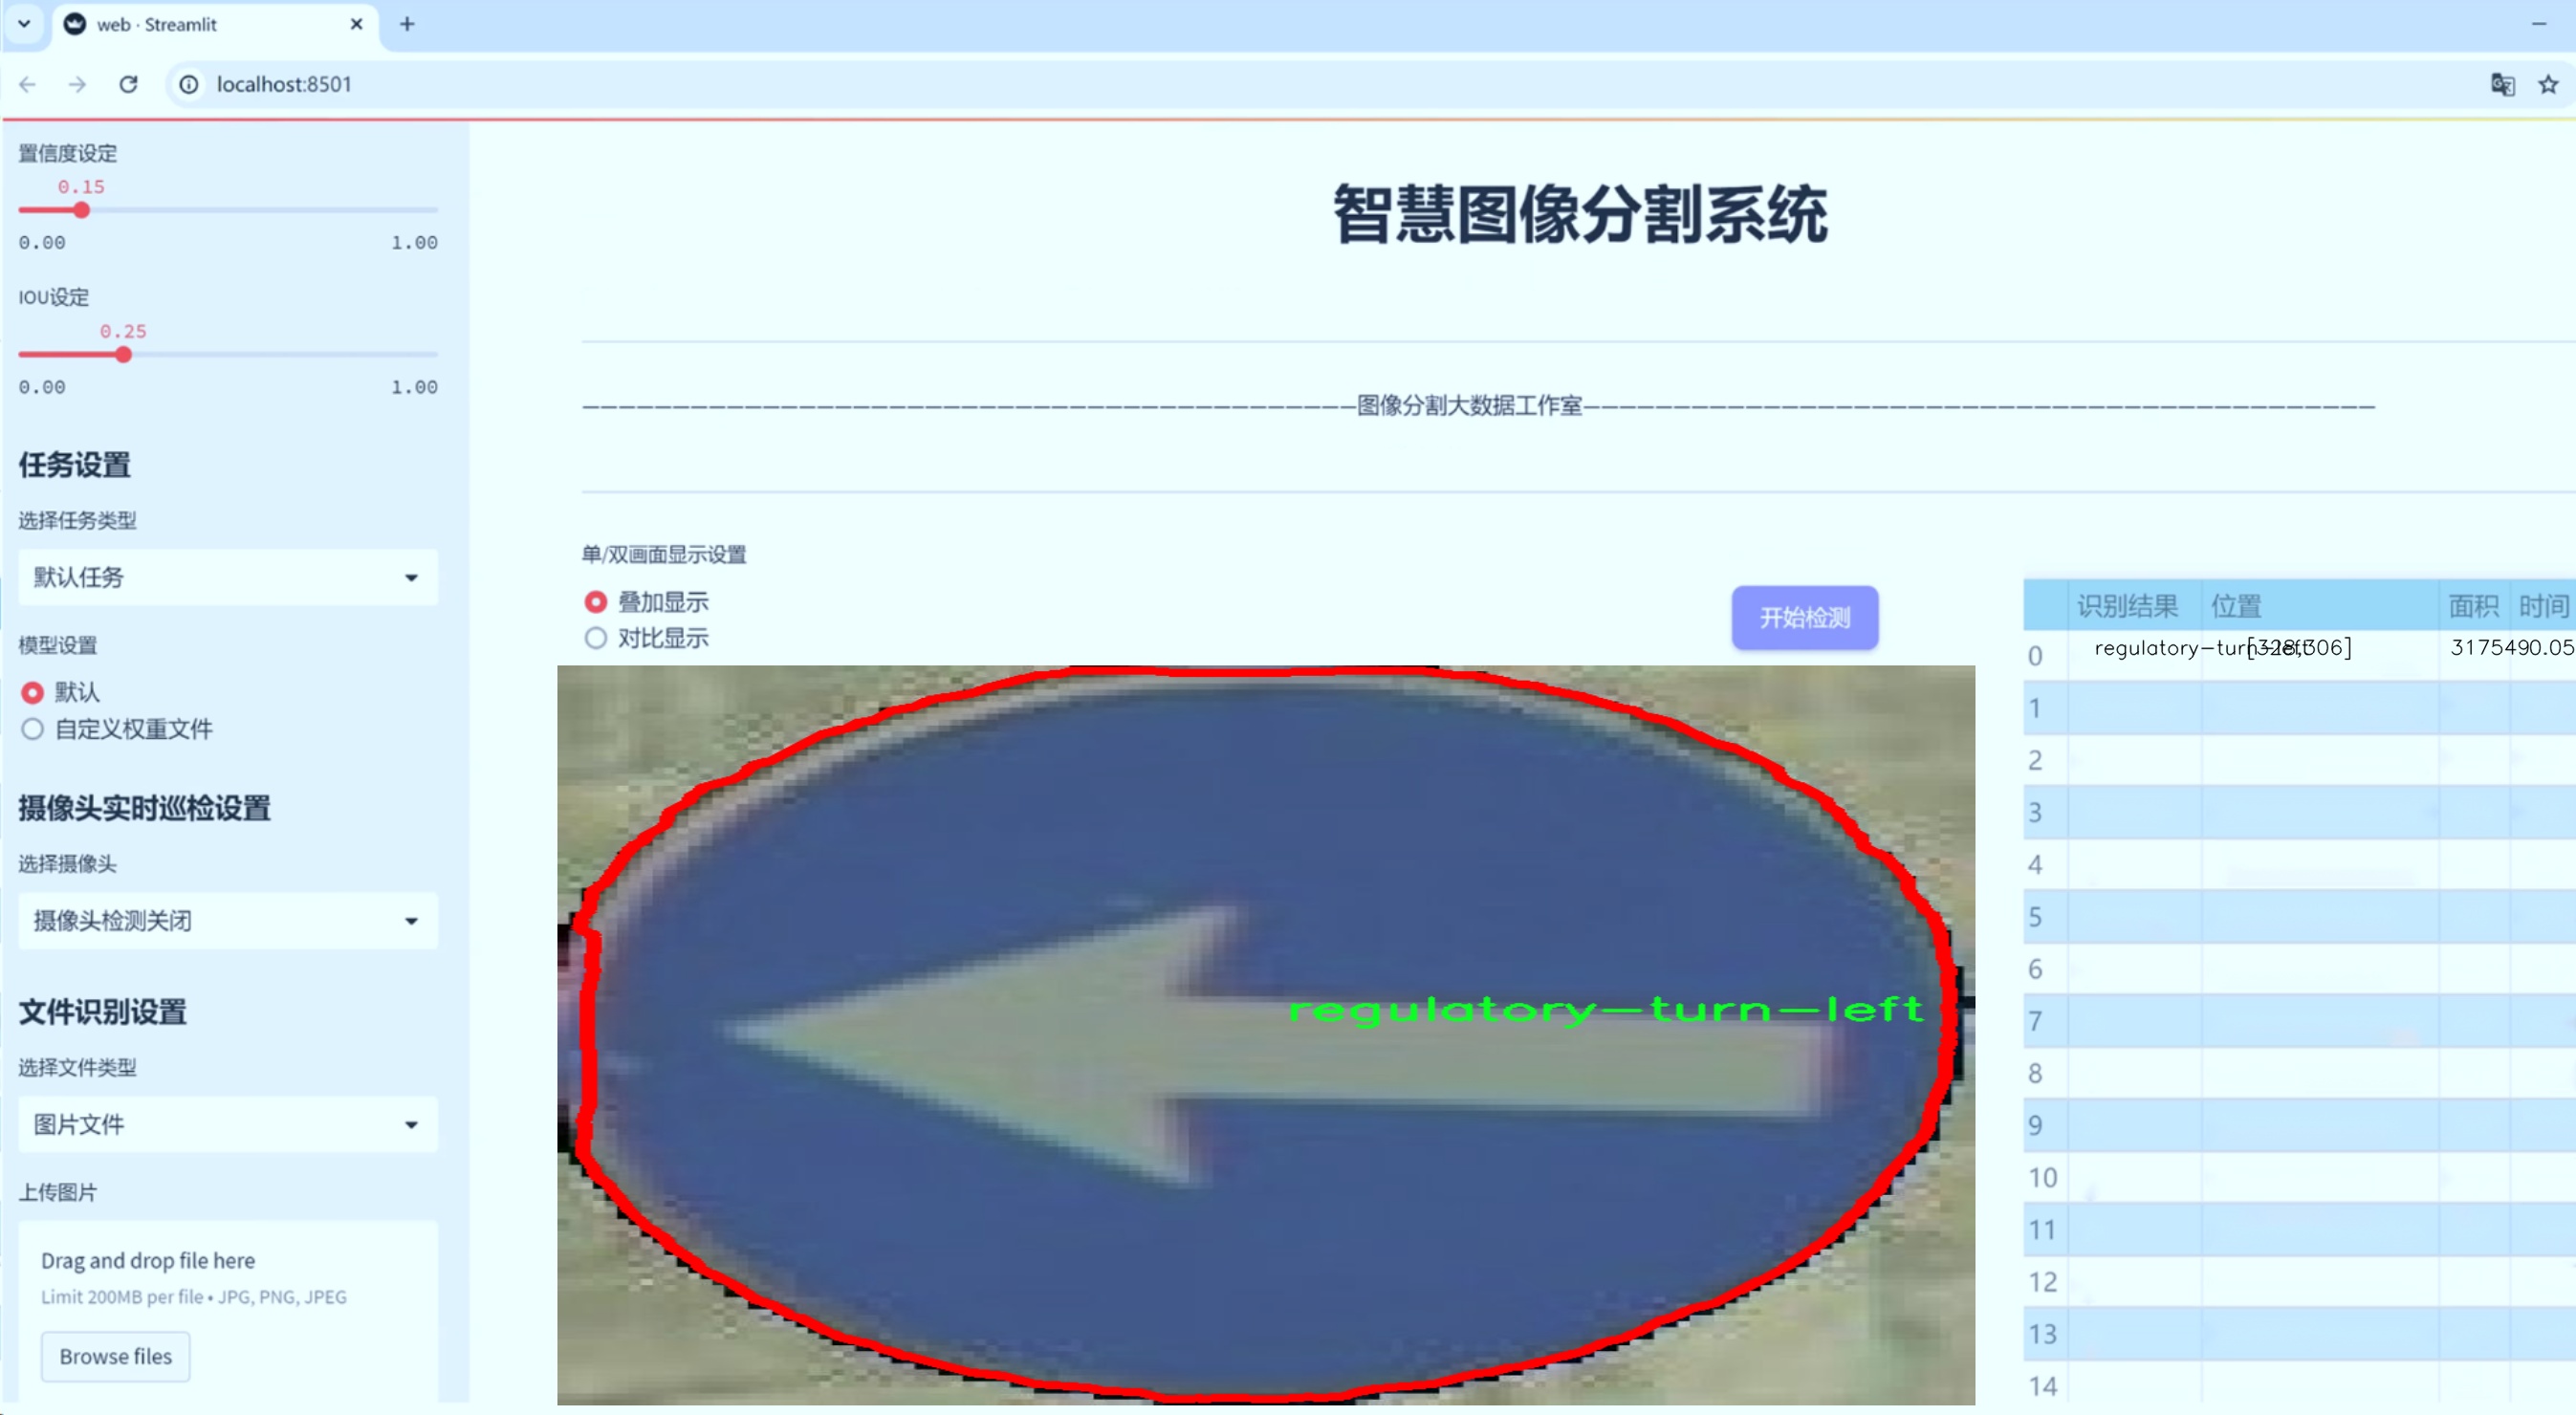 web · Streamlit
localhost:8501
置信度设定
0.15
0.00 1.00
IOU设定
0.25
0.00 1.00
任务设置
选择任务类型
默认任务
模型设置
默认
自定义权重文件
摄像头实时巡检设置
选择摄像头
摄像头检测关闭
文件识别设置
选择文件类型
图片文件
上传图片
Drag and drop file here
Limit 200MB per file • JPG, PNG, JPEG
Browse files
智慧图像分割系统
图像分割大数据工作室
单/双画面显示设置
叠加显示
对比显示
开始检测
regulatory-turn-left
识别结果 位置 面积 时间
0 regulatory-turn-left [328,306] 3175490.05
1
2
3
4
5
6
7
8
9
10
11
12
13
14